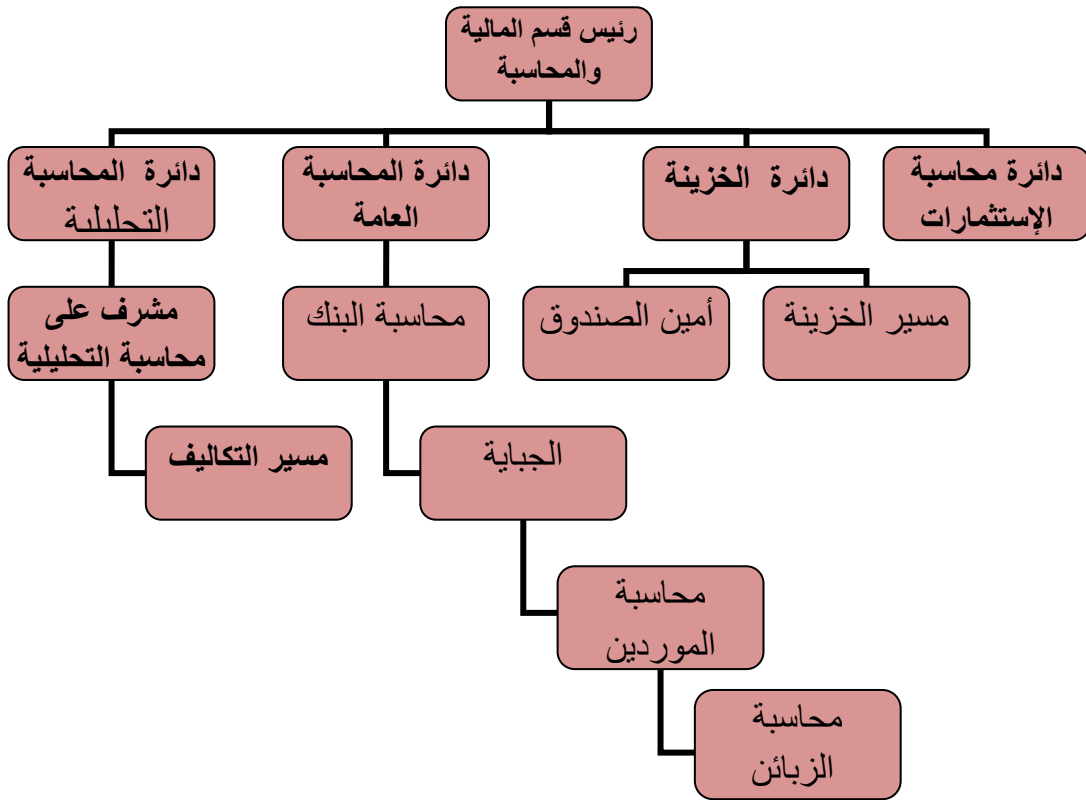 رئيس قسم المالية
والمحاسبة
دائرة محاسبة
الإستثمارات
دائرة الخزينة
دائرة المحاسبة
العامة
دائرة المحاسبة
التحليلية
مسير الخزينة
أمين الصندوق
محاسبة البنك
مشرف على
محاسبة التحليلية
الجباية
مسير التكاليف
محاسبة
الموردين
محاسبة
الزبائن